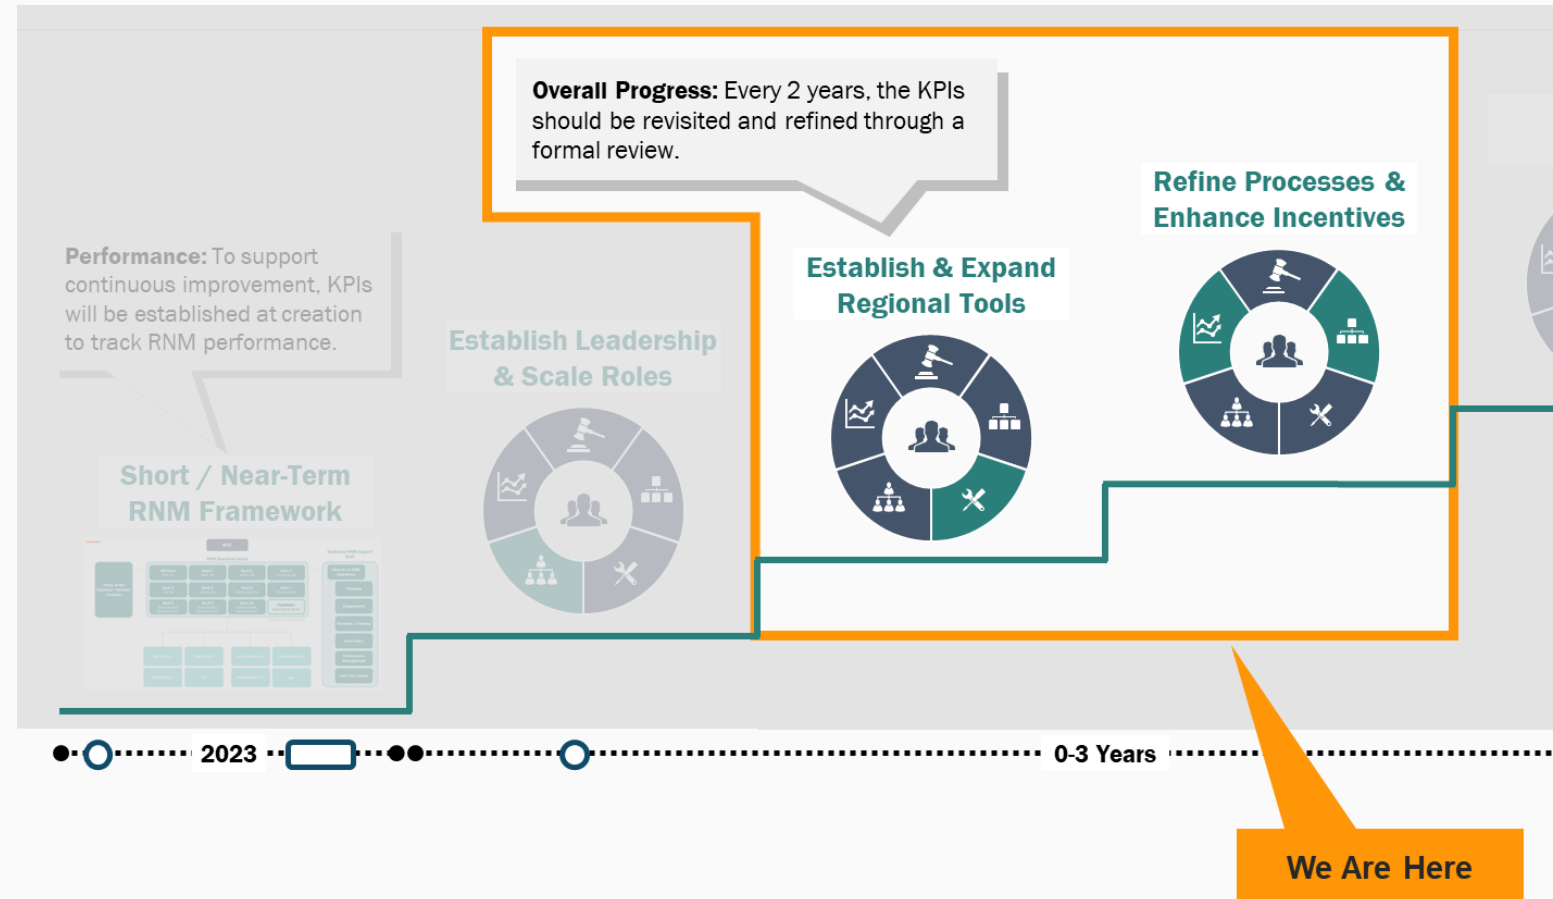 Overall Progress: Every 2 years, the KPIs
should be revisited and refined through a
formal review.
Refine Processes &
Enhance Incentives
Performance: To support
continuous improvement, KPIs
will be established at creation
to track RNM performance.
Establish & Expand
Regional Tools
Establish Leadership
& Scale Roles
Short / Near-Term
RNM Framework
2023
0-3 Years
We Are Here